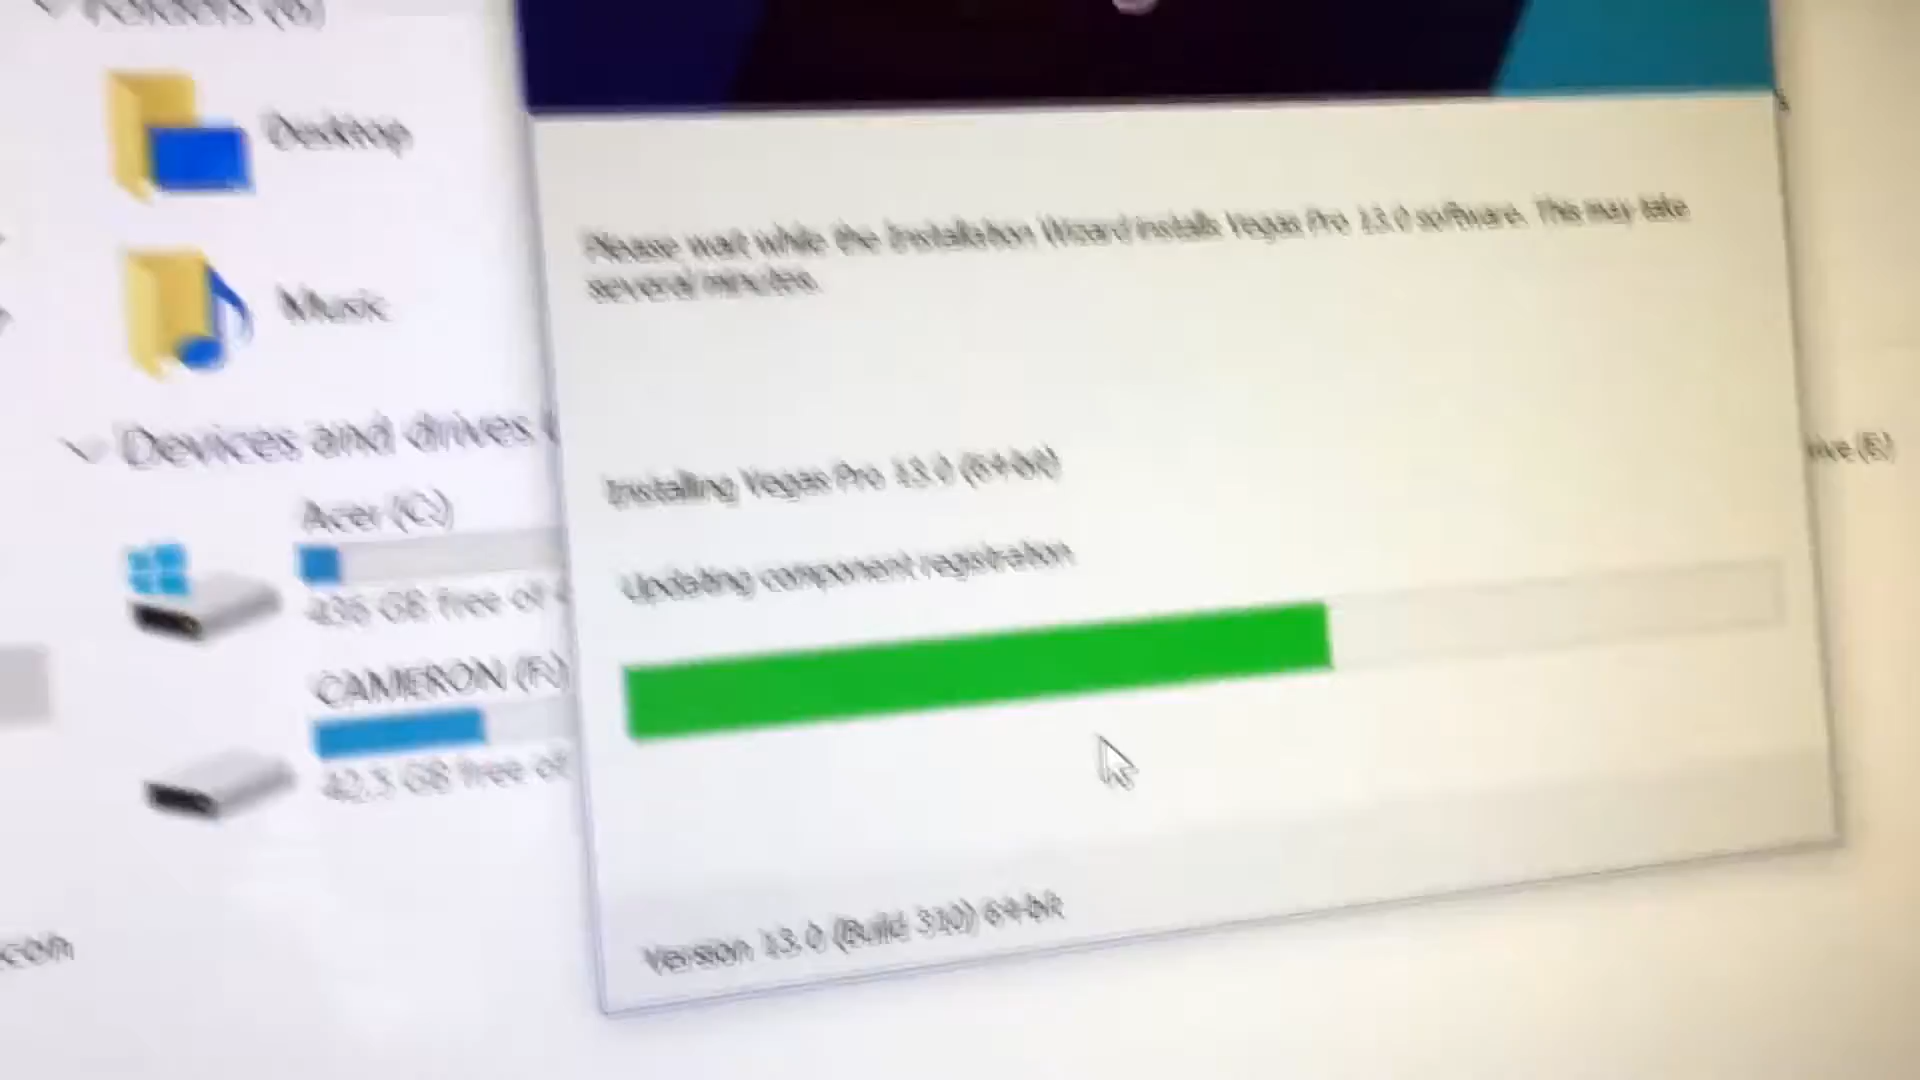 Desktop
Music
Devices and drives
Acer (C:)
436 GB free of
CAMERON (F:)
42.5 GB free of
Please wait while the Installation Wizard installs Vegas Pro 13.0 software. This may take
several minutes.
Installing Vegas Pro 13.0 (64-bit)
Updating component registration
Version 13.0 (Build 310) 64-bit
rive (E:)